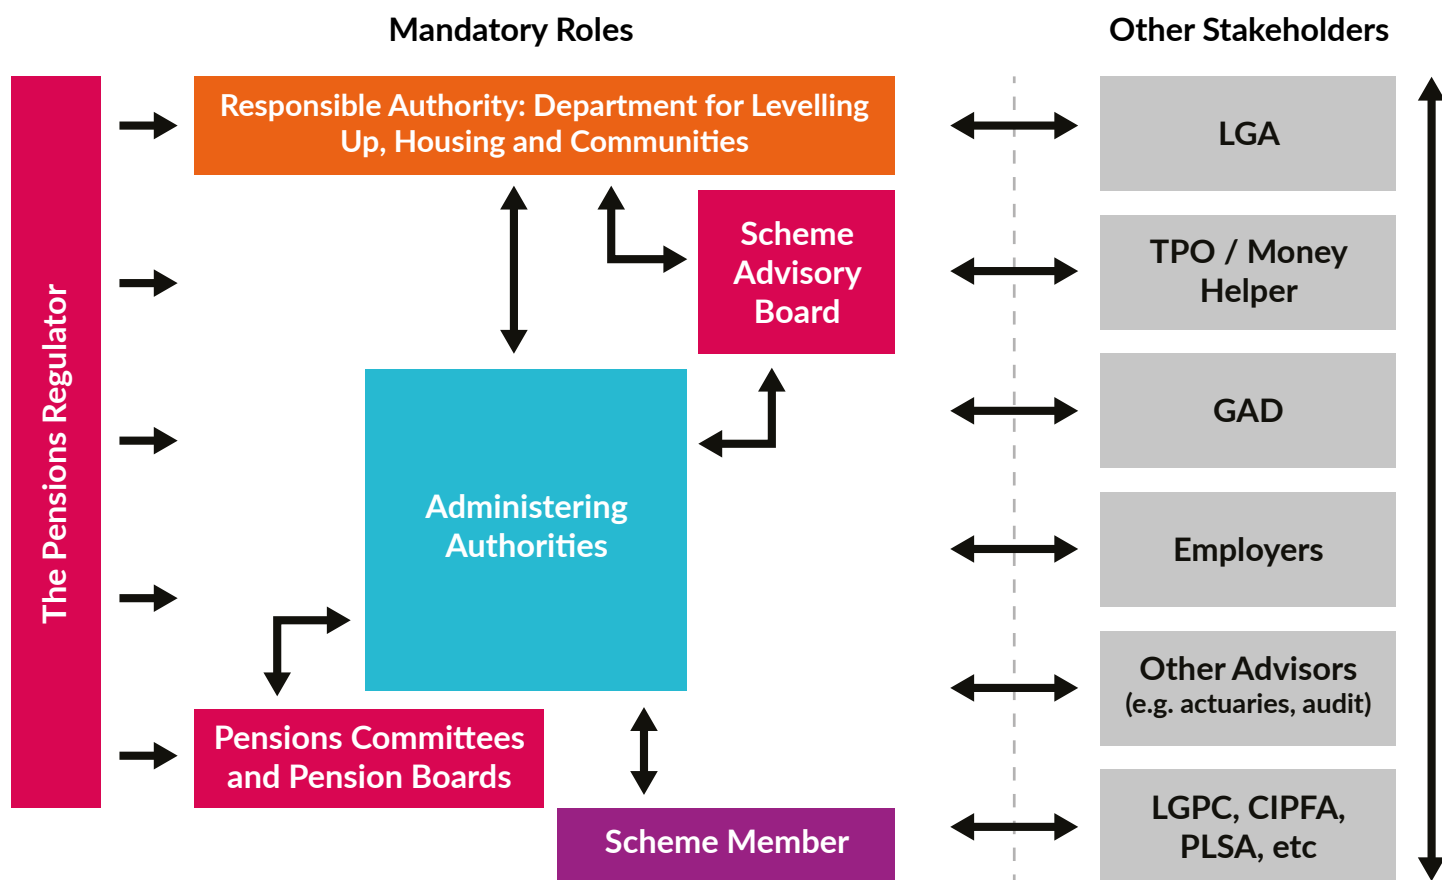 Mandatory Roles
Other Stakeholders
The Pensions Regulator
Responsible Authority: Department for Levelling
Up, Housing and Communities
Scheme
Advisory
Board
Administering
Authorities
Pensions Committees
and Pension Boards
Scheme Member
LGA
TPO / Money
Helper
GAD
Employers
Other Advisors
(e.g. actuaries, audit)
LGPC, CIPFA,
PLSA, etc